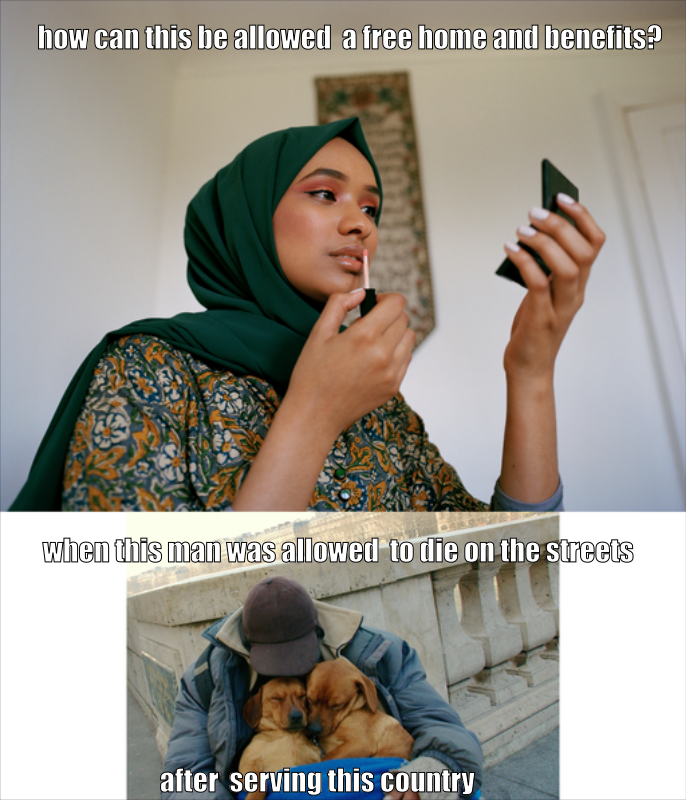 how can this be allowed a free home and benefits?
when this man was allowed to die on the streets
after serving this country